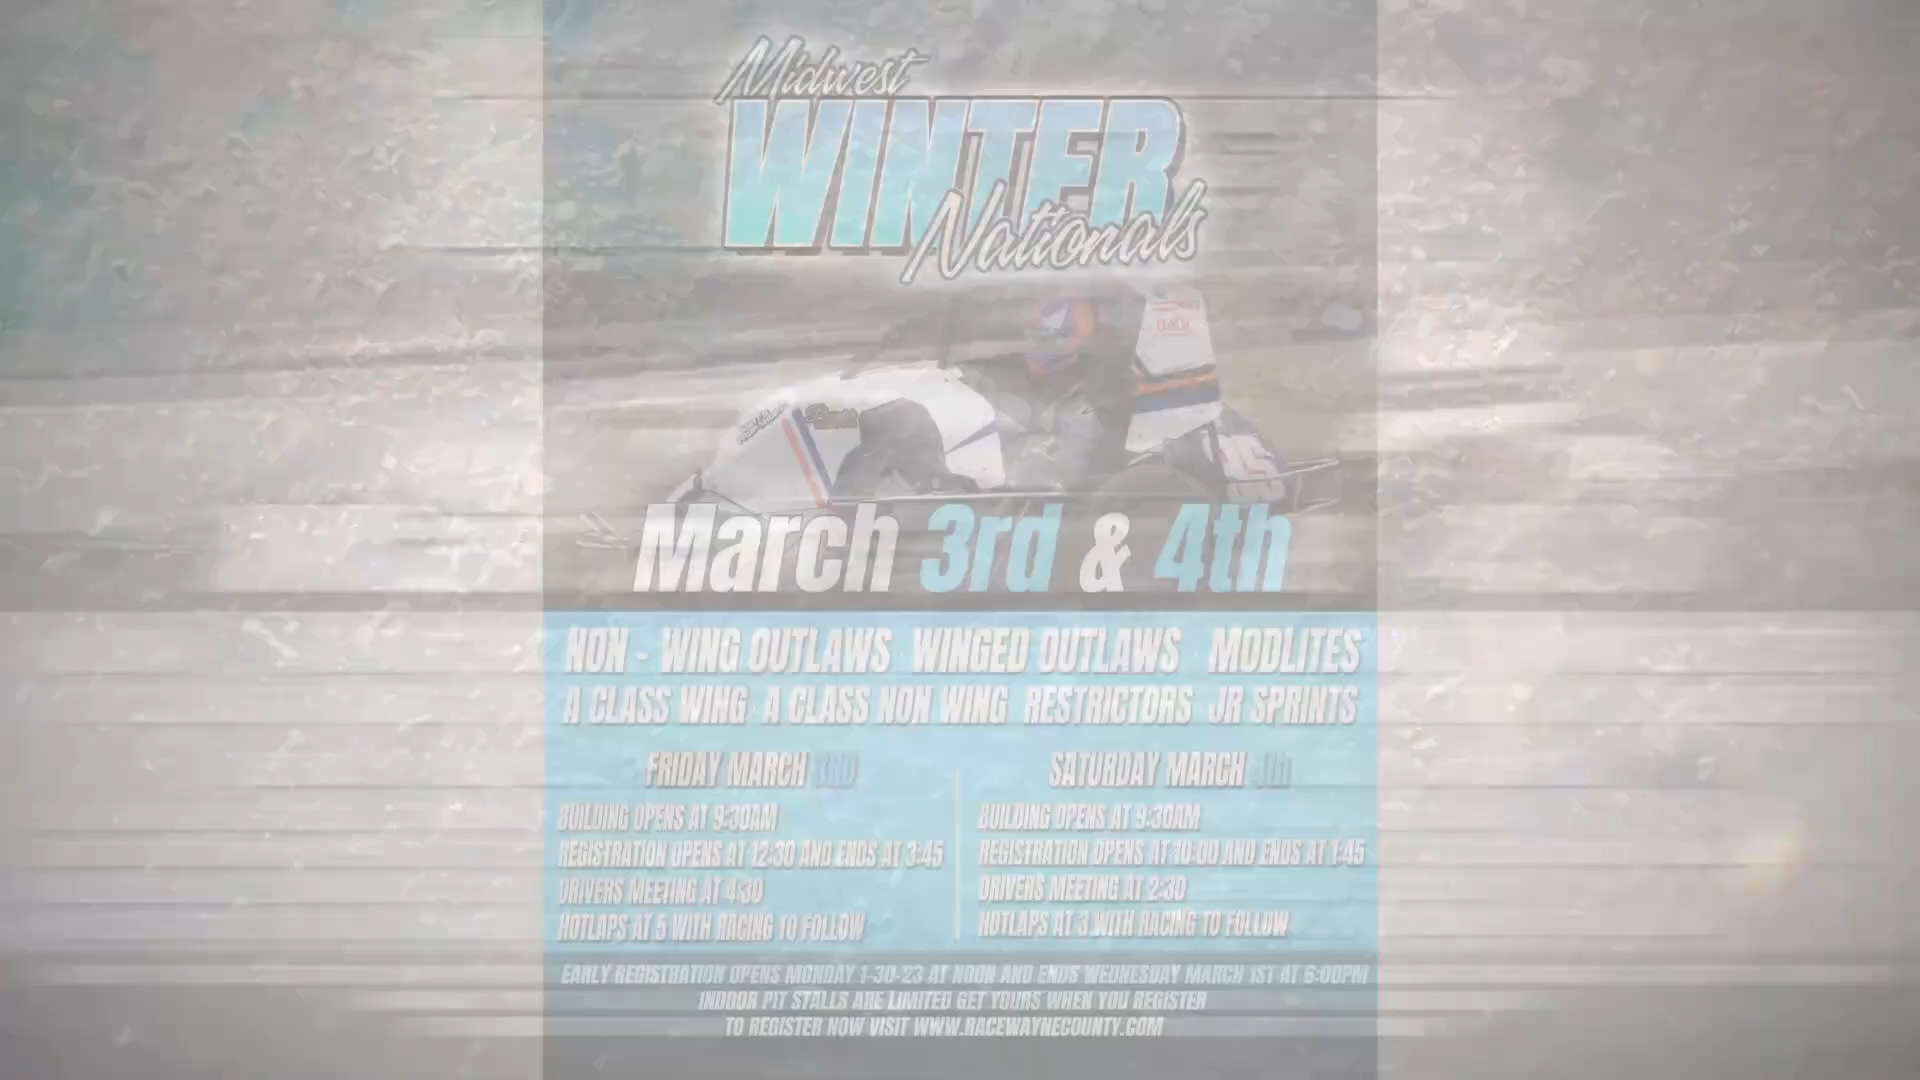 Midwest
WINTER
Nationals
March 3rd & 4th
NON - WING OUTLAWS WINGED OUTLAWS MODLITES
A CLASS WING A CLASS NON WING RESTRICTORS JR SPRINTS
FRIDAY MARCH 3RD
BUILDING OPENS AT 9:30AM
REGISTRATION OPENS AT 12:30 AND ENDS AT 3:45
DRIVERS MEETING AT 4:30
HOTLAPS AT 5 WITH RACING TO FOLLOW
SATURDAY MARCH 4th
BUILDING OPENS AT 9:30AM
REGISTRATION OPENS AT 10:00 AND ENDS AT 1:45
DRIVERS MEETING AT 2:30
HOTLAPS AT 3 WITH RACING TO FOLLOW
EARLY REGISTRATION OPENS MONDAY 1-30-23 AT NOON AND ENDS WEDNESDAY MARCH 1ST AT 6:00PM
INDOOR PIT STALLS ARE LIMITED GET YOURS WHEN YOU REGISTER
TO REGISTER NOW VISIT WWW.RACEWAYNECOUNTY.COM